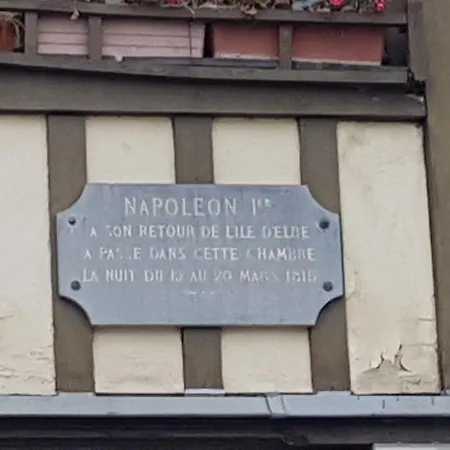 NAPOLEON Iᴱᴿ
A SON RETOUR DE L'ILE D'ELBE
A PASSE DANS CETTE CHAMBRE
LA NUIT DU 19 AU 20 MARS 1815